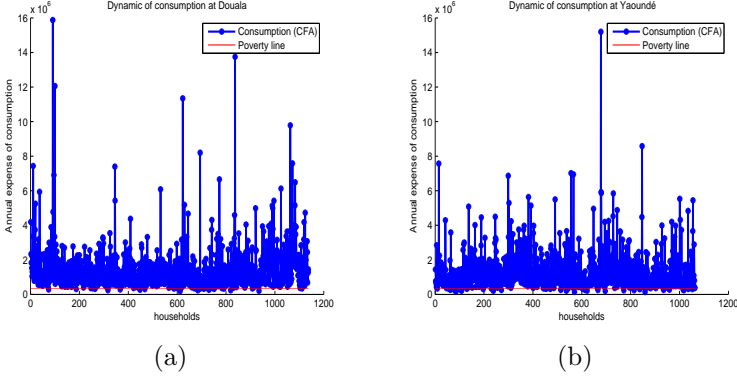 Dynamic of consumption at Douala
x 10^6
Consumption (CFA)
Poverty line
Annual expense of consumption
16
14
12
10
8
6
4
2
0
0 200 400 600 800 1000 1200
households
(a)
Dynamic of consumption at Yaoundé
x 10^6
Consumption (CFA)
Poverty line
Annual expense of consumption
16
14
12
10
8
6
4
2
0
0 200 400 600 800 1000 1200
households
(b)